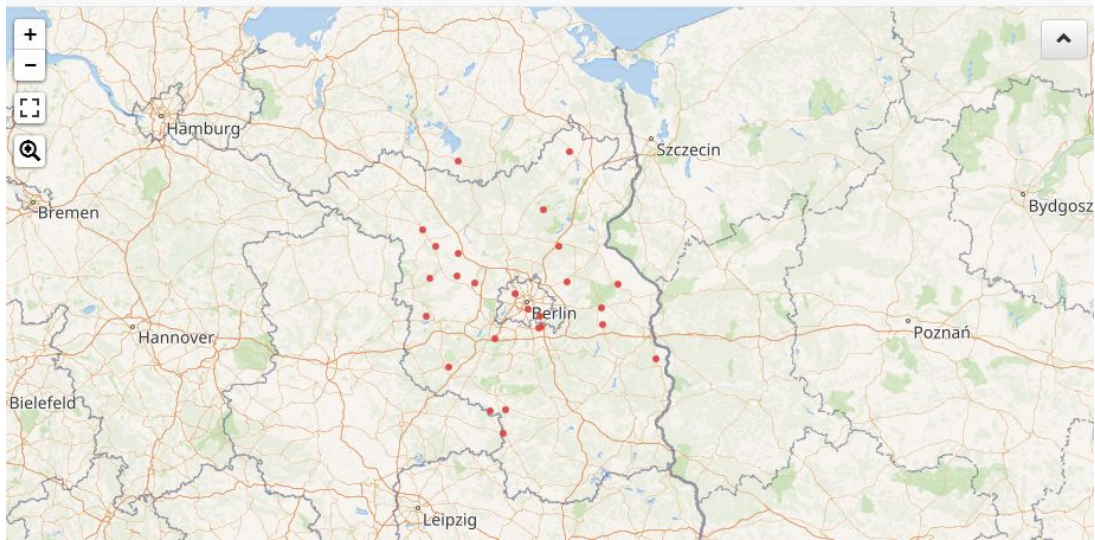 +
−
Hamburg
Szczecin
Bremen
Bydgosz
Berlin
Hannover
Poznań
Bielefeld
Leipzig